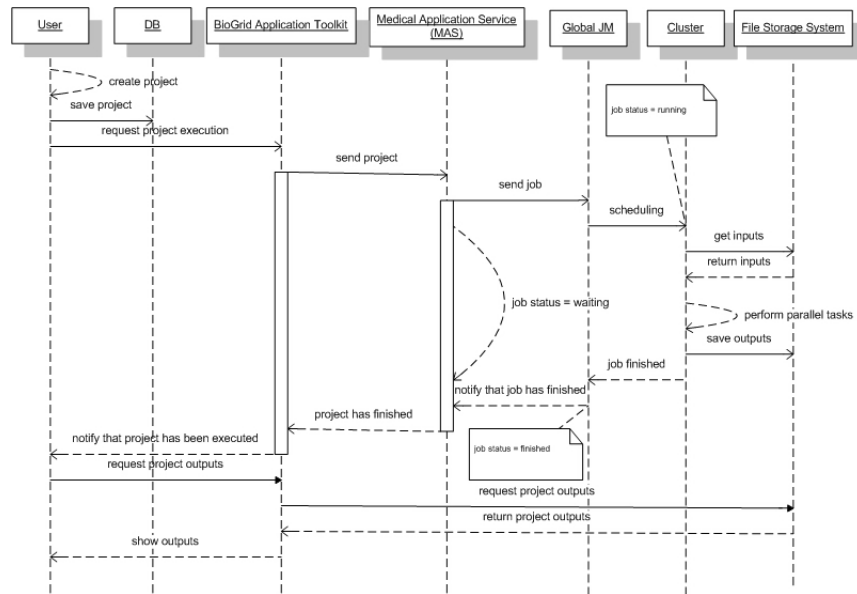 User
DB
BioGrid Application Toolkit
Medical Application Service
(MAS)
Global JM
Cluster
File Storage System
create project
job status = running
save project
request project execution
send project
send job
scheduling
get inputs
return inputs
job status = waiting
perform parallel tasks
save outputs
job finished
notify that job has finished
project has finished
notify that project has been executed
job status = finished
request project outputs
request project outputs
return project outputs
show outputs